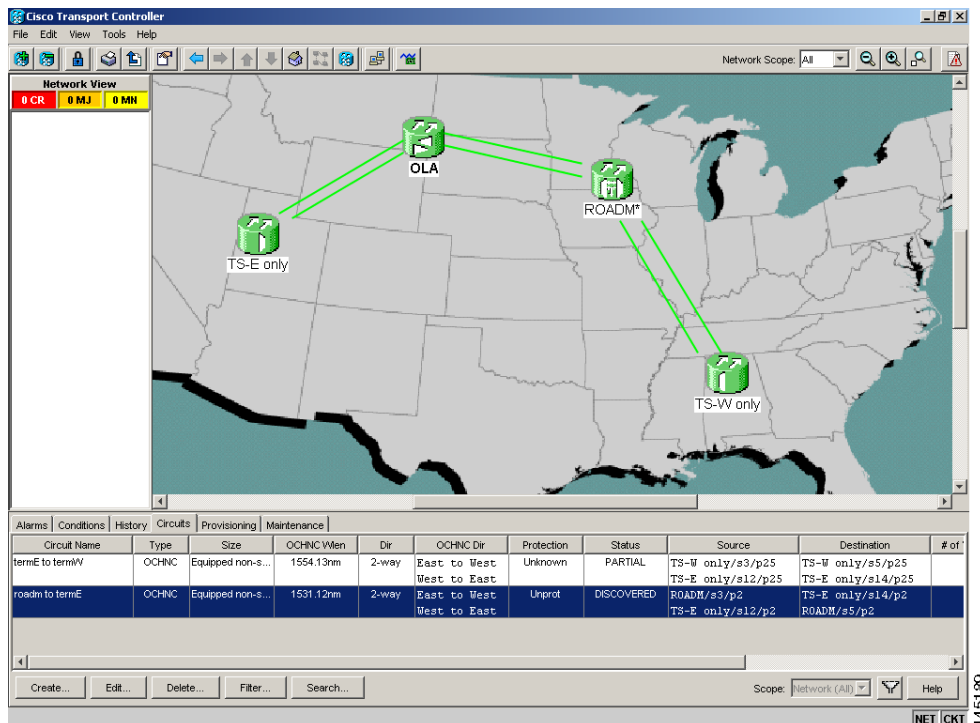 Cisco Transport Controller
File Edit View Tools Help
Network Scope: All
Network View
0 CR 0 MJ 0 MN
OLA
ROADM*
TS-E only
TS-W only
Alarms Conditions History Circuits Provisioning Maintenance
Circuit Name Type Size OCHNC Wlen Dir OCHNC Dir Protection Status Source Destination # of
termE to termW OCHNC Equipped non-s... 1554.13nm 2-way East to West Unknown PARTIAL TS-W only/s3/p25 TS-W only/s5/p25
West to East TS-E only/s12/p25 TS-E only/s14/p25
roadm to termE OCHNC Equipped non-s... 1531.12nm 2-way East to West Unprot DISCOVERED ROADM/s3/p2 TS-E only/s14/p2
West to East TS-E only/s12/p2 ROADM/s5/p2
Create... Edit... Delete... Filter... Search... Scope: Network (All) Help
NET CKT
145189